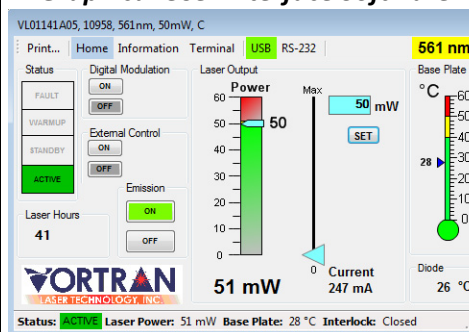 VL01141A05, 10958, 561nm, 50mW, C
Print... Home Information Terminal USB RS-232 561 nm
Status
FAULT
WARMUP
STANDBY
ACTIVE
Laser Hours
41
Digital Modulation
ON
OFF
External Control
ON
OFF
Emission
ON
OFF
VORTRAN
LASER TECHNOLOGY, INC.
Laser Output
Power
60
50
40
30
20
10
0
50
51 mW
Max
0
50 mW
SET
Current
247 mA
Base Plate
°C
60
50
40
30
20
10
0
28
Diode
26 °C
Status: ACTIVE Laser Power: 51 mW Base Plate: 28 °C Interlock: Closed